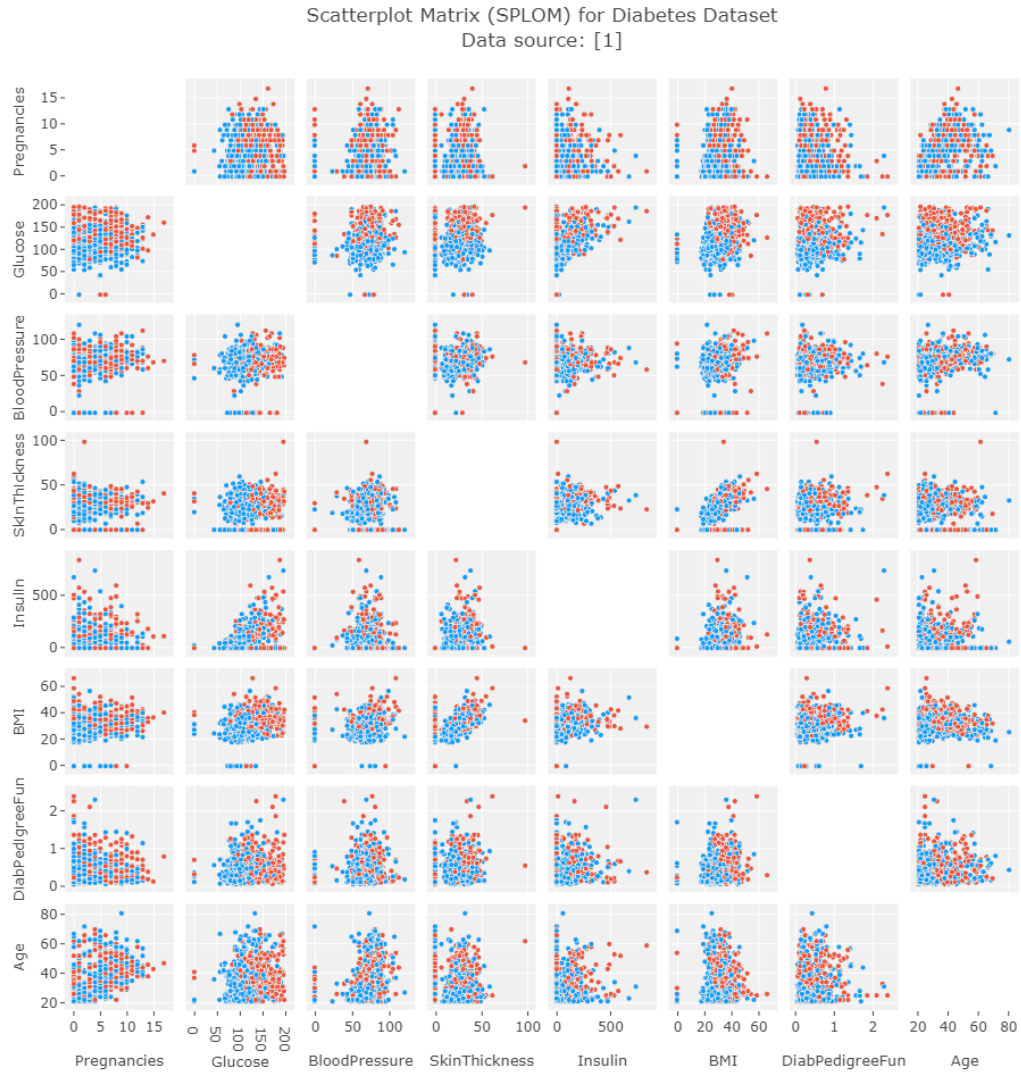 Scatterplot Matrix (SPLOM) for Diabetes Dataset
Data source: [1]
Pregnancies
15
10
5
0
Glucose
200
150
100
50
0
BloodPressure
100
50
0
SkinThickness
100
50
0
Insulin
500
0
BMI
60
40
20
0
DiabPedigreeFun
2
1
0
Age
80
60
40
20
0 5 10 15
0 50 100 150 200
0 50 100
0 50 100
0 500
0 20 40 60
0 1 2
20 40 60 80
Pregnancies Glucose BloodPressure SkinThickness Insulin BMI DiabPedigreeFun Age